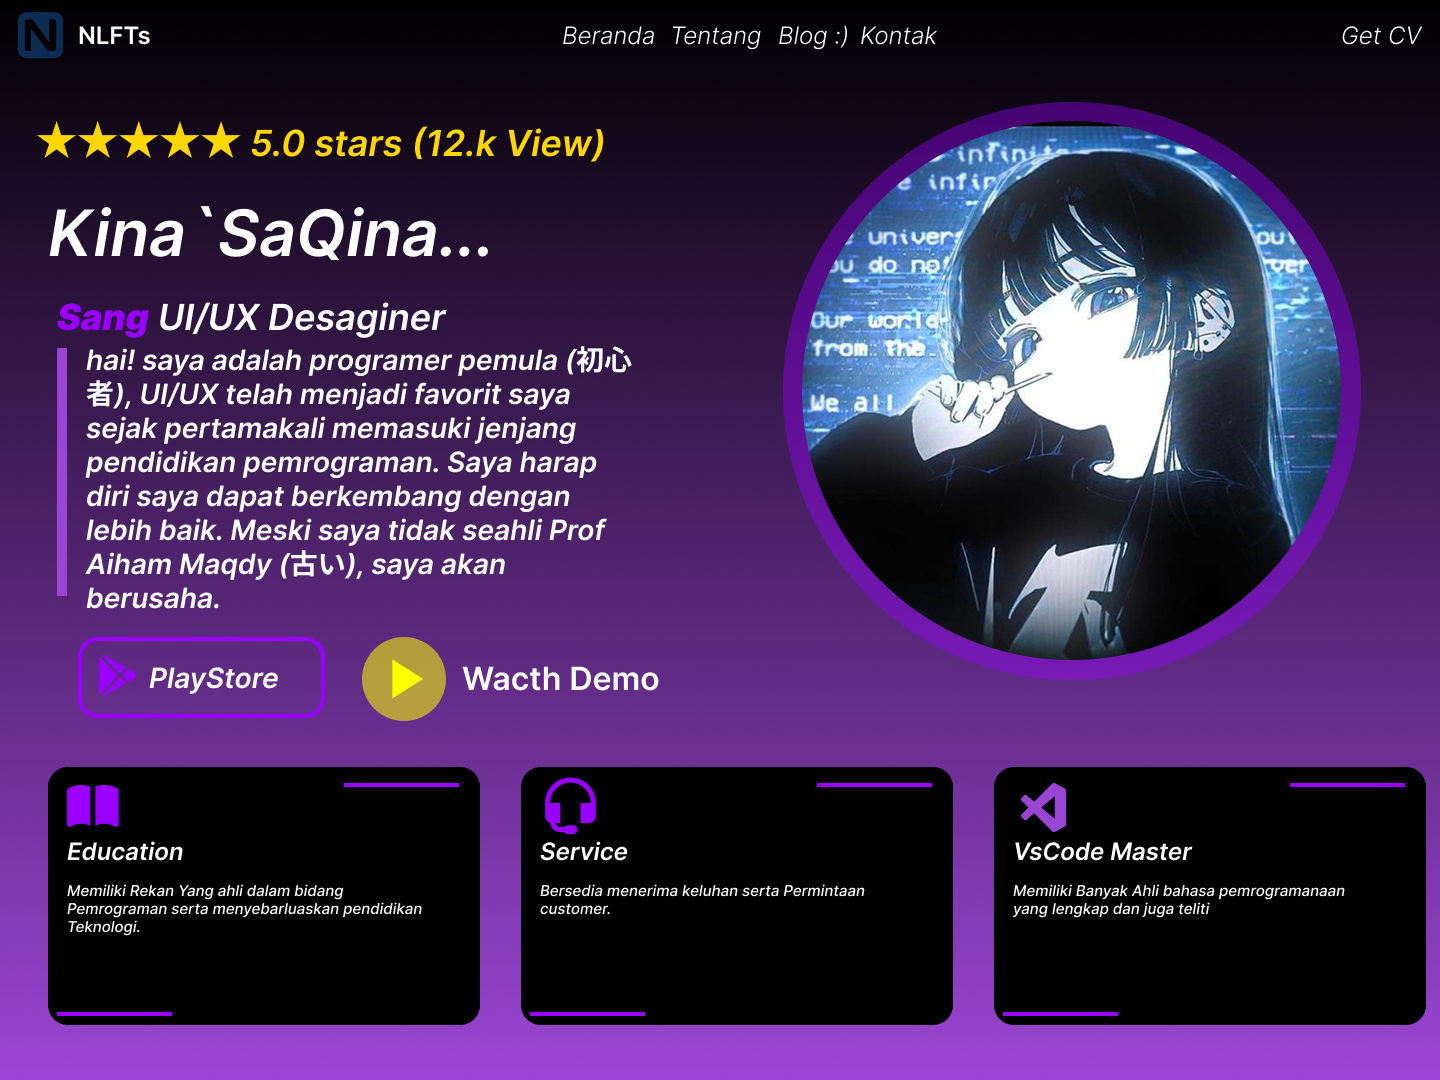 NLFTs
Beranda Tentang Blog :) Kontak
Get CV
★★★★★ 5.0 stars (12.k View)
Kina`SaQina...
Sang UI/UX Desaginer
hai! saya adalah programer pemula (初心
者), UI/UX telah menjadi favorit saya
sejak pertamakali memasuki jenjang
pendidikan pemrograman. Saya harap
diri saya dapat berkembang dengan
lebih baik. Meski saya tidak seahli Prof
Aiham Maqdy (古い), saya akan
berusaha.
infinite
e infin
univer
ou do no
Our world
from the
We all
PlayStore
Wacth Demo
Education
Memiliki Rekan Yang ahli dalam bidang
Pemrograman serta menyebarluaskan pendidikan
Teknologi.
Service
Bersedia menerima keluhan serta Permintaan
customer.
VsCode Master
Memiliki Banyak Ahli bahasa pemrogramanaan
yang lengkap dan juga teliti